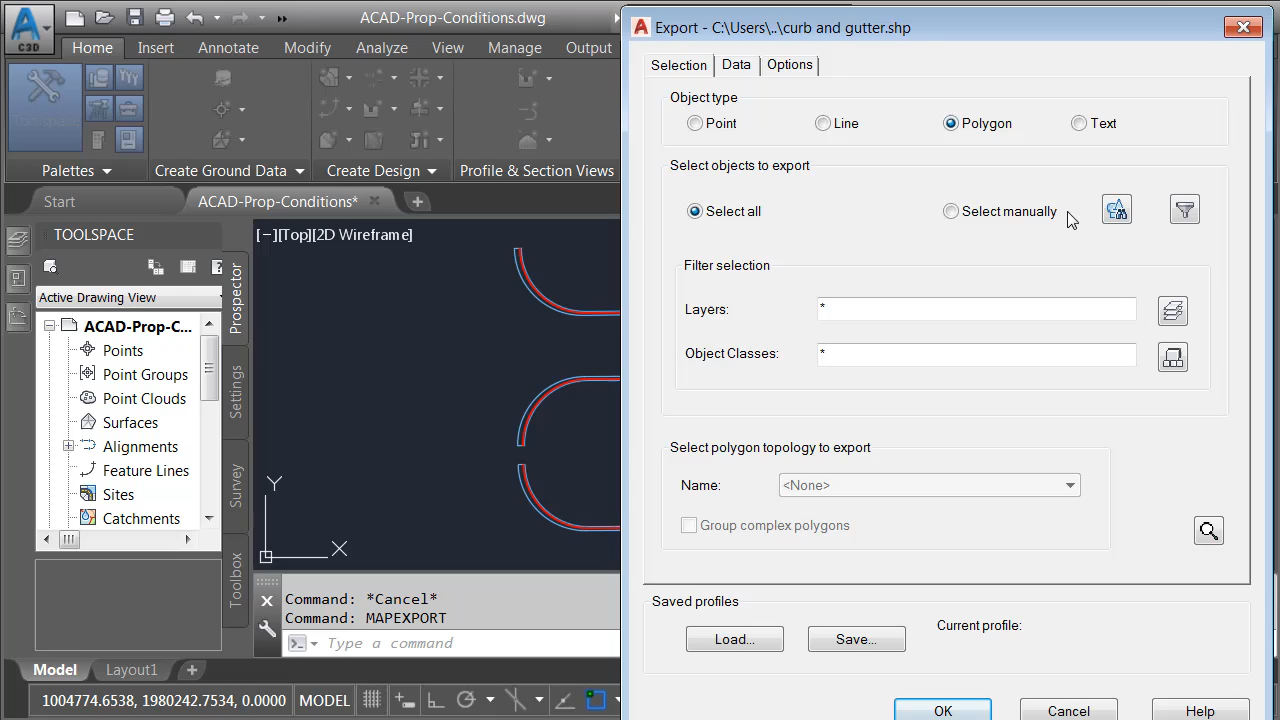 ACAD-Prop-Conditions.dwg
C3D
Home Insert Annotate Modify Analyze View Manage Output
Palettes Create Ground Data Create Design Profile & Section Views
Start ACAD-Prop-Conditions*
TOOLSPACE
Active Drawing View
ACAD-Prop-C...
Points
Point Groups
Point Clouds
Surfaces
Alignments
Feature Lines
Sites
Catchments
Prospector
Settings
Survey
Toolbox
[−][Top][2D Wireframe]
Y
X
Command: *Cancel*
Command: MAPEXPORT
Type a command
Model Layout1
1004774.6538, 1980242.7534, 0.0000 MODEL
Export - C:\Users\..\curb and gutter.shp
Selection Data Options
Object type
Point Line Polygon Text
Select objects to export
Select all Select manually
Filter selection
Layers: *
Object Classes: *
Select polygon topology to export
Name: <None>
Group complex polygons
Saved profiles
Load... Save... Current profile:
OK Cancel Help